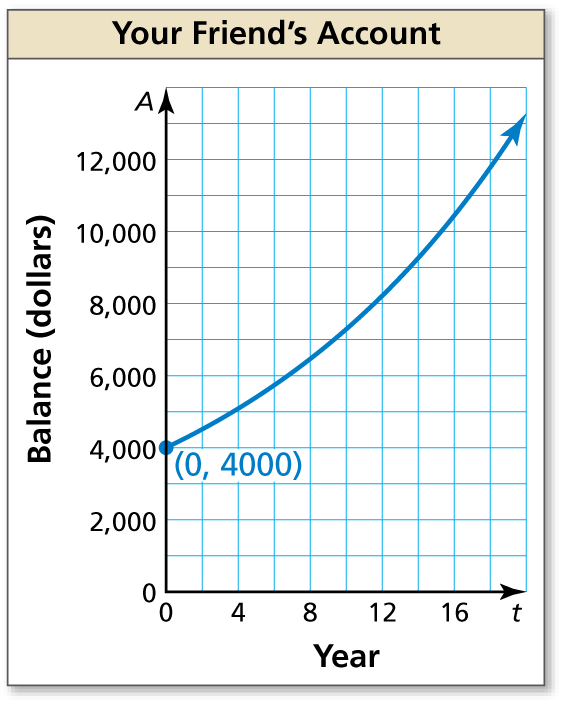 Your Friend's Account
A
12,000
10,000
8,000
6,000
4,000
2,000
0
Balance (dollars)
(0, 4000)
0 4 8 12 16 t
Year